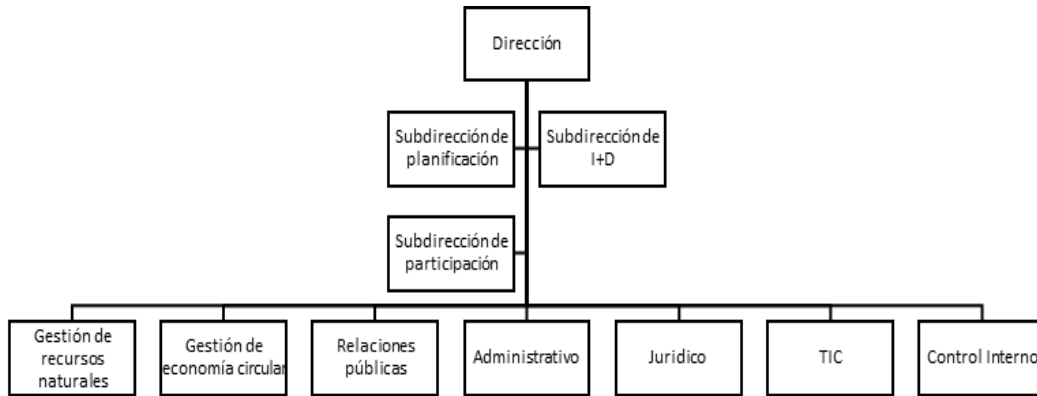 Dirección
Subdirección de
planificación
Subdirección de
I+D
Subdirección de
participación
Gestión de
recursos
naturales
Gestión de
economía circular
Relaciones
públicas
Administrativo
Juridico
TIC
Control Interno